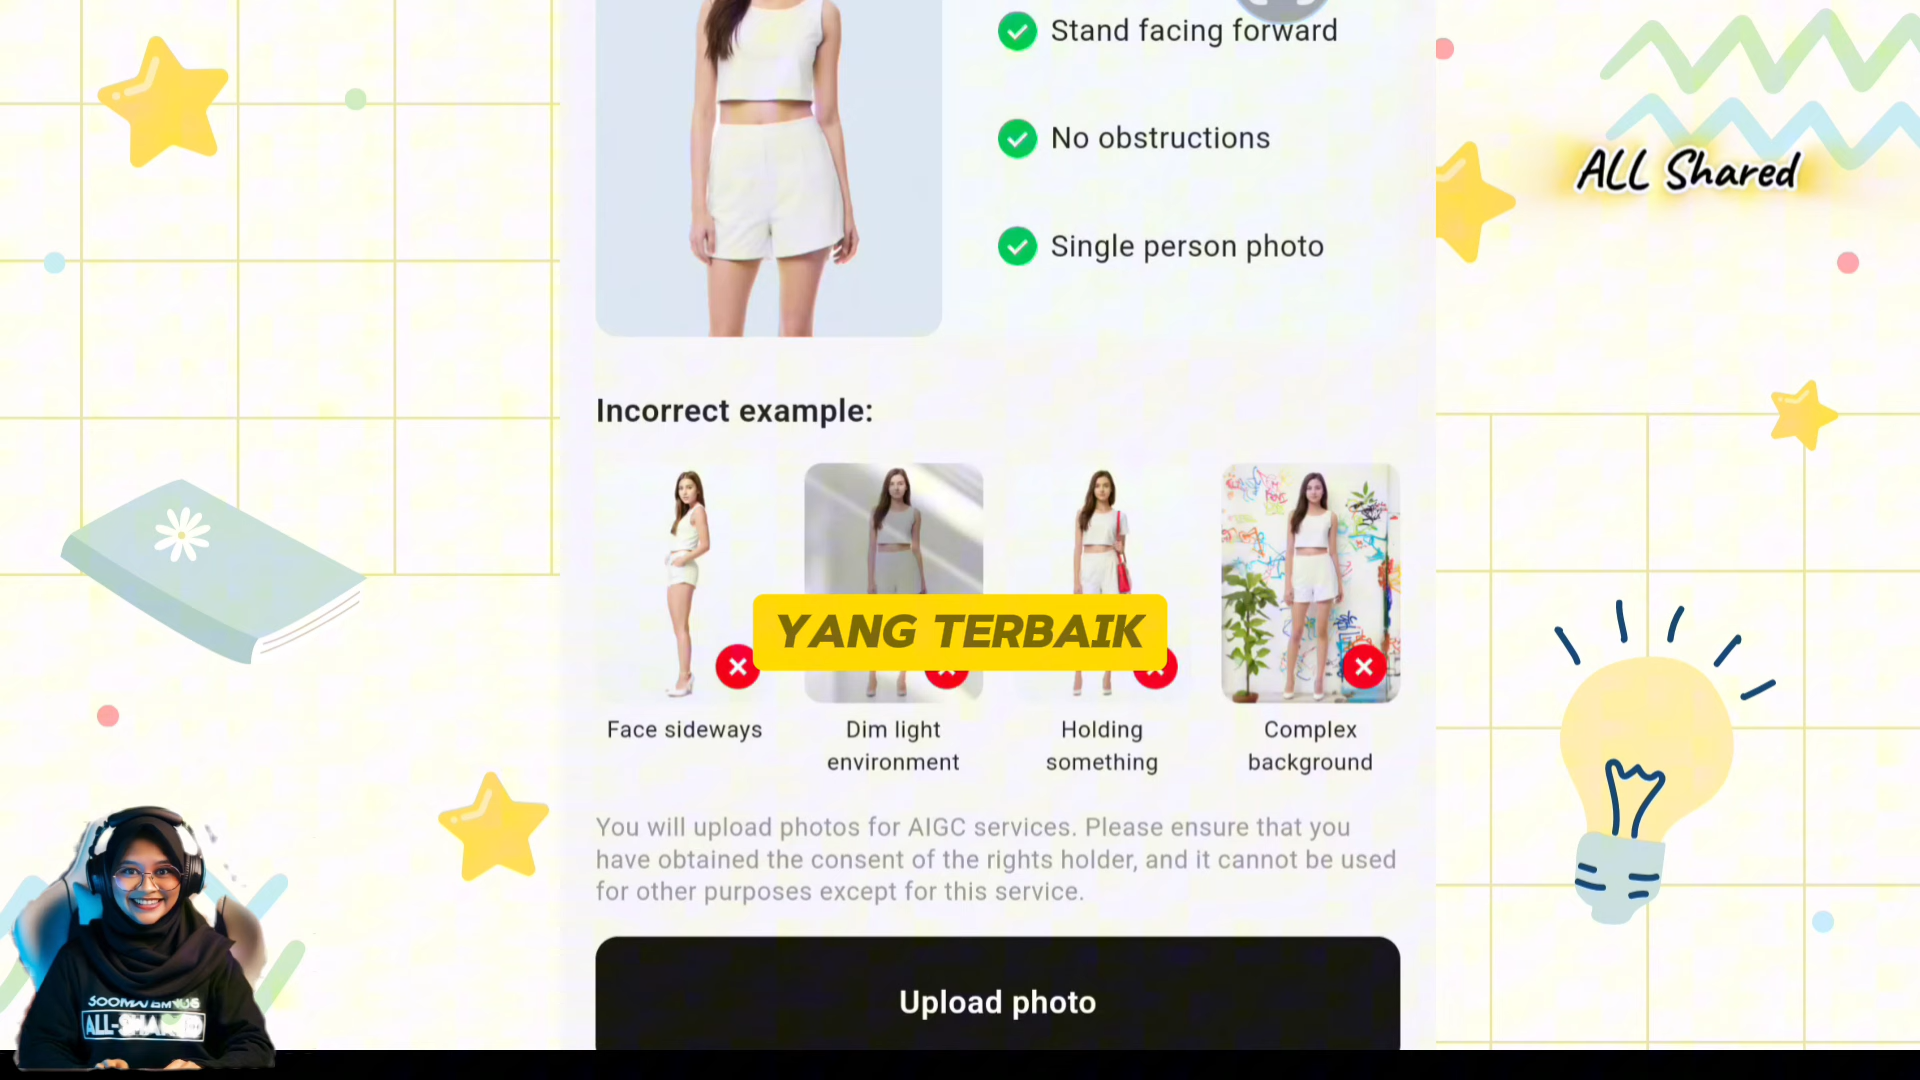 Stand facing forward
No obstructions
Single person photo
ALL Shared
Incorrect example:
YANG TERBAIK
Face sideways
Dim light
environment
Holding
something
Complex
background
You will upload photos for AIGC services. Please ensure that you
have obtained the consent of the rights holder, and it cannot be used
for other purposes except for this service.
Upload photo